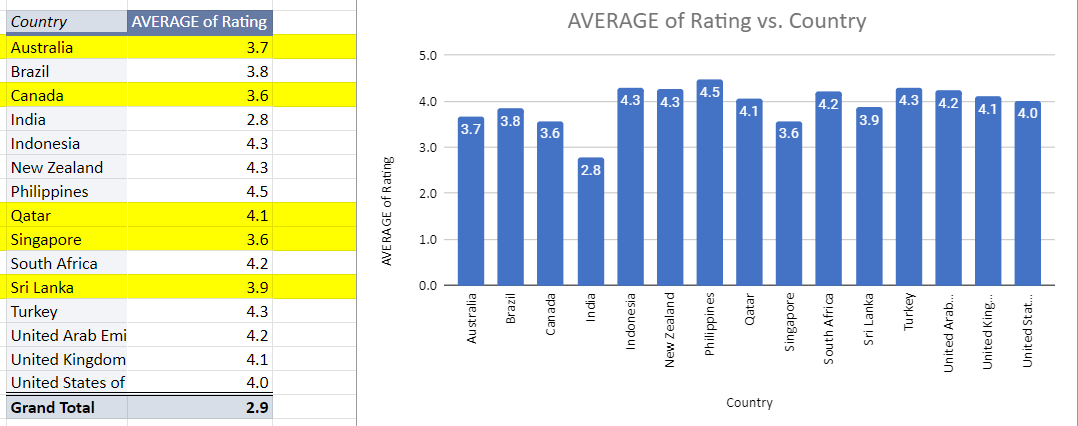 Country AVERAGE of Rating
Australia 3.7
Brazil 3.8
Canada 3.6
India 2.8
Indonesia 4.3
New Zealand 4.3
Philippines 4.5
Qatar 4.1
Singapore 3.6
South Africa 4.2
Sri Lanka 3.9
Turkey 4.3
United Arab Emi 4.2
United Kingdom 4.1
United States of 4.0
Grand Total 2.9
AVERAGE of Rating vs. Country
AVERAGE of Rating
5.0
4.0
3.0
2.0
1.0
0.0
3.7 3.8 3.6 2.8 4.3 4.3 4.5 4.1 3.6 4.2 3.9 4.3 4.2 4.1 4.0
Australia
Brazil
Canada
India
Indonesia
New Zealand
Philippines
Qatar
Singapore
South Africa
Sri Lanka
Turkey
United Arab...
United King...
United Stat...
Country